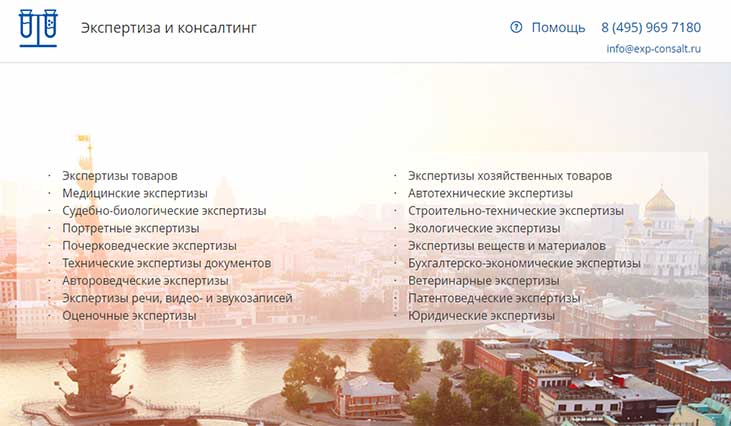 Экспертиза и консалтинг
Помощь 8 (495) 969 7180
info@exp-consalt.ru
Экспертизы товаров
Медицинские экспертизы
Судебно-биологические экспертизы
Портретные экспертизы
Почерковедческие экспертизы
Технические экспертизы документов
Автороведческие экспертизы
Экспертизы речи, видео- и звукозаписей
Оценочные экспертизы
Экспертизы хозяйственных товаров
Автотехнические экспертизы
Строительно-технические экспертизы
Экологические экспертизы
Экспертизы веществ и материалов
Бухгалтерско-экономические экспертизы
Ветеринарные экспертизы
Патентоведческие экспертизы
Юридические экспертизы